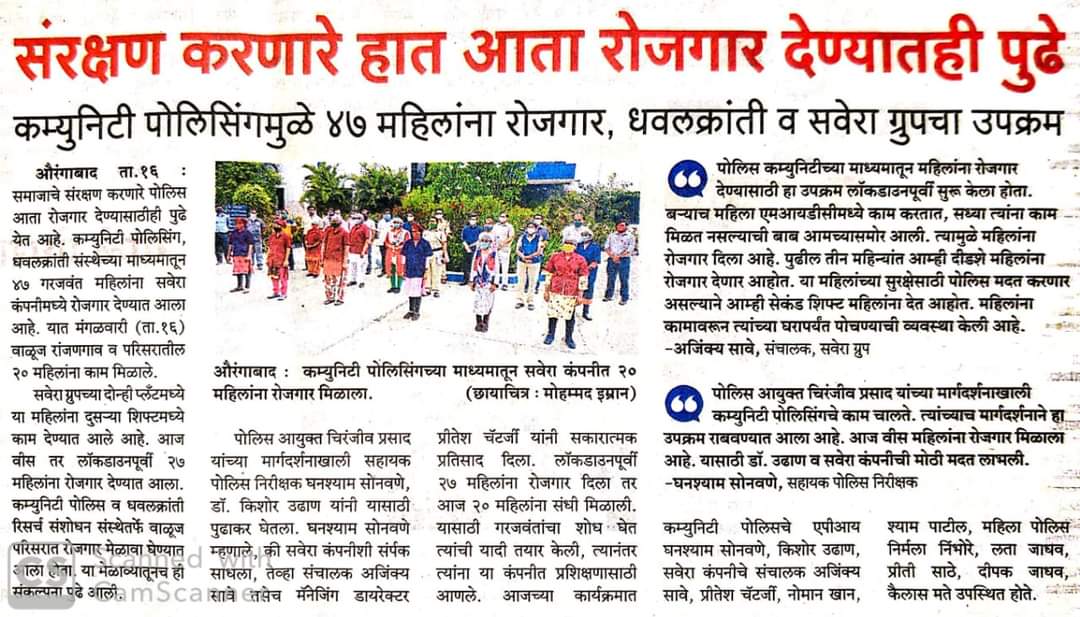 संरक्षण करणारे हात आता रोजगार देण्यातही पुढे
कम्युनिटी पोलिसिंगमुळे ४७ महिलांना रोजगार, धवलक्रांती व सवेरा ग्रुपचा उपक्रम
औरंगाबाद ता.१६ :
समाजाचे संरक्षण करणारे पोलिस
आता रोजगार देण्यासाठीही पुढे
येत आहे. कम्युनिटी पोलिसिंग,
धवलक्रांती संस्थेच्या माध्यमातून
४७ गरजवंत महिलांना सवेरा
कंपनीमध्ये रोजगार देण्यात आला
आहे. यात मंगळवारी (ता.१६)
वाळूज रांजणगाव व परिसरातील
२० महिलांना काम मिळाले.
सवेरा ग्रुपच्या दोन्ही प्लँटमध्ये
या महिलांना दुसऱ्या शिफ्टमध्ये
काम देण्यात आले आहे. आज
वीस तर लॉकडाउनपूर्वी २७
महिलांना रोजगार देण्यात आला.
कम्युनिटी पोलिस व धवलक्रांती
रिसर्च संशोधन संस्थेतर्फे वाळूज
परिसरात रोजगार मेळावा घेण्यात
आला होता. या मेळाव्यातूनच ही
संकल्पना पुढे आली.
औरंगाबाद : कम्युनिटी पोलिसिंगच्या माध्यमातून सवेरा कंपनीत २०
महिलांना रोजगार मिळाला. (छायाचित्र : मोहम्मद इम्रान)
पोलिस आयुक्त चिरंजीव प्रसाद
यांच्या मार्गदर्शनाखाली सहायक
पोलिस निरीक्षक घनश्याम सोनवणे,
डॉ. किशोर उढाण यांनी यासाठी
पुढाकार घेतला. घनश्याम सोनवणे
म्हणाले, की सवेरा कंपनीशी संर्पक
साधला, तेव्हा संचालक अजिंक्य
सावे तसेच मॅनेजिंग डायरेक्टर
प्रीतेश चॅटर्जी यांनी सकारात्मक
प्रतिसाद दिला. लॉकडाउनपूर्वी
२७ महिलांना रोजगार दिला तर
आज २० महिलांना संधी मिळाली.
यासाठी गरजवंतांचा शोध घेत
त्यांची यादी तयार केली, त्यानंतर
त्यांना या कंपनीत प्रशिक्षणासाठी
आणले. आजच्या कार्यक्रमात
पोलिस कम्युनिटीच्या माध्यमातून महिलांना रोजगार
देण्यासाठी हा उपक्रम लॉकडाउनपूर्वी सुरू केला होता.
बऱ्याच महिला एमआयडीसीमध्ये काम करतात, सध्या त्यांना काम
मिळत नसल्याची बाब आमच्यासमोर आली. त्यामुळे महिलांना
रोजगार दिला आहे. पुढील तीन महिन्यांत आम्ही दीडशे महिलांना
रोजगार देणार आहोत. या महिलांच्या सुरक्षेसाठी पोलिस मदत करणार
असल्याने आम्ही सेकंड शिफ्ट महिलांना देत आहोत. महिलांना
कामावरून त्यांच्या घरापर्यंत पोचण्याची व्यवस्था केली आहे.
-अजिंक्य सावे, संचालक, सवेरा ग्रुप
पोलिस आयुक्त चिरंजीव प्रसाद यांच्या मार्गदर्शनाखाली
कम्युनिटी पोलिसिंगचे काम चालते. त्यांच्याच मार्गदर्शनाने हा
उपक्रम राबवण्यात आला आहे. आज वीस महिलांना रोजगार मिळाला
आहे. यासाठी डॉ. उढाण व सवेरा कंपनीची मोठी मदत लाभली.
-घनश्याम सोनवणे, सहायक पोलिस निरीक्षक
कम्युनिटी पोलिसचे एपीआय
घनश्याम सोनवणे, किशोर उढाण,
सवेरा कंपनीचे संचालक अजिंक्य
सावे, प्रीतेश चॅटर्जी, नोमान खान,
श्याम पाटील, महिला पोलिस
निर्मला निंभोरे, लता जाधव,
प्रीती साठे, दीपक जाधव,
कैलास मते उपस्थित होते.
CS Scanned with
CamScanner